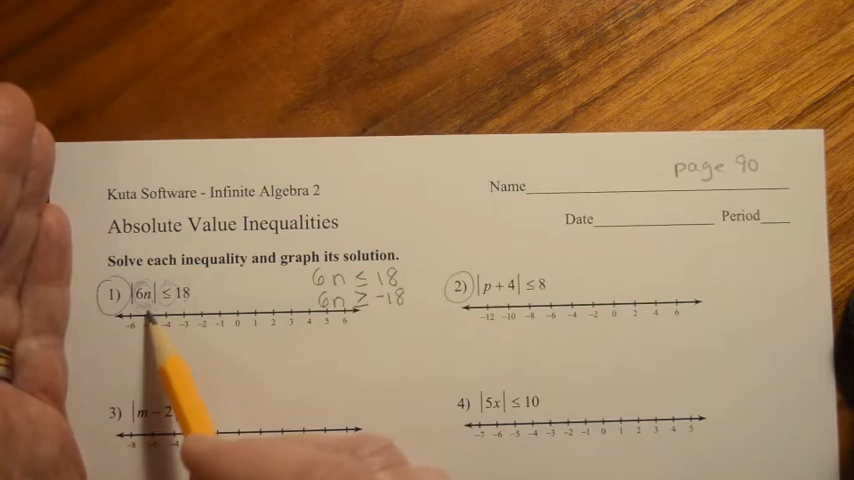 page 90
Kuta Software - Infinite Algebra 2
Name
Absolute Value Inequalities
Date Period
Solve each inequality and graph its solution.
1) |6n| ≤ 18
6n ≤ 18
6n ≥ -18
-6 -4 -3 -2 -1 0 1 2 3 4 5 6
2) |p + 4| ≤ 8
-12 -10 -8 -6 -4 -2 0 2 4 6
3) |m - 2
-8 -6 -4
4) |5x| ≤ 10
-7 -6 -5 -4 -3 -2 -1 0 1 2 3 4 5